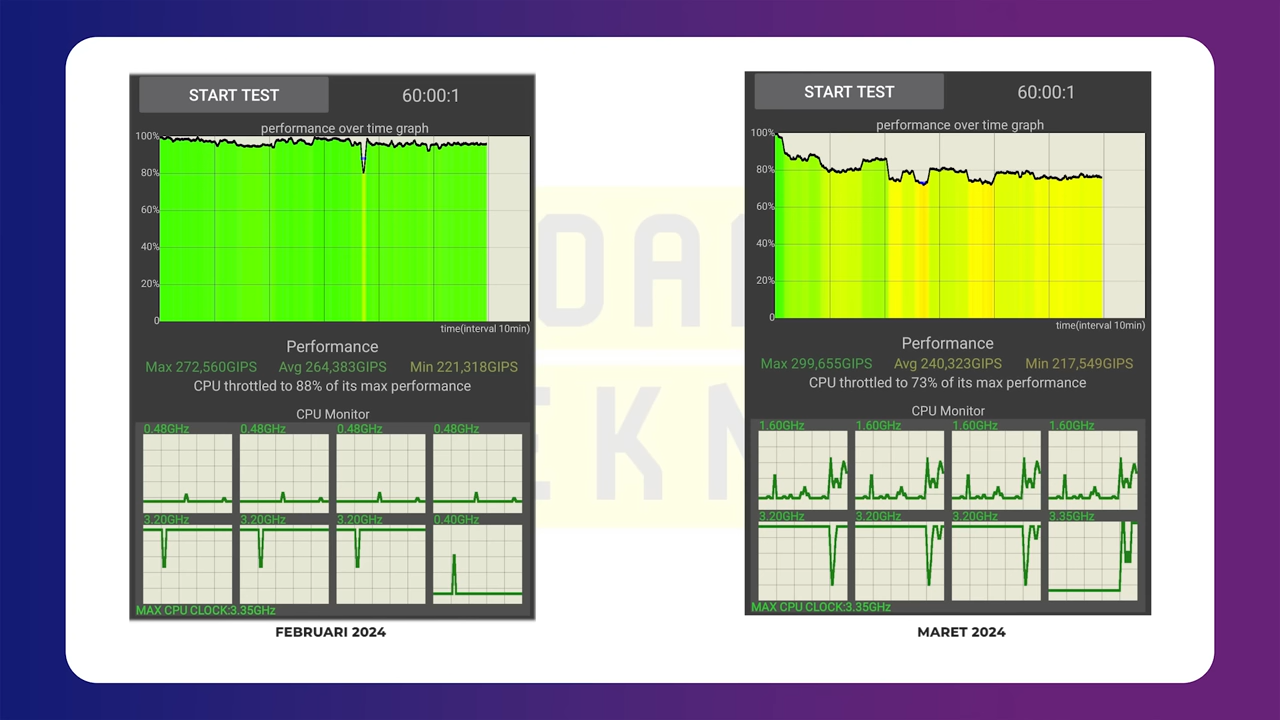 START TEST
60:00:1
performance over time graph
100%
80%
60%
40%
20%
0
time(interval 10min)
Performance
Max 272,560GIPS Avg 264,383GIPS Min 221,318GIPS
CPU throttled to 88% of its max performance
CPU Monitor
0.48GHz 0.48GHz 0.48GHz 0.48GHz
3.20GHz 3.20GHz 3.20GHz 0.40GHz
MAX CPU CLOCK:3.35GHz
FEBRUARI 2024
START TEST
60:00:1
performance over time graph
100%
80%
60%
40%
20%
0
time(interval 10min)
Performance
Max 299,655GIPS Avg 240,323GIPS Min 217,549GIPS
CPU throttled to 73% of its max performance
CPU Monitor
1.60GHz 1.60GHz 1.60GHz 1.60GHz
3.20GHz 3.20GHz 3.20GHz 3.35GHz
MAX CPU CLOCK:3.35GHz
MARET 2024